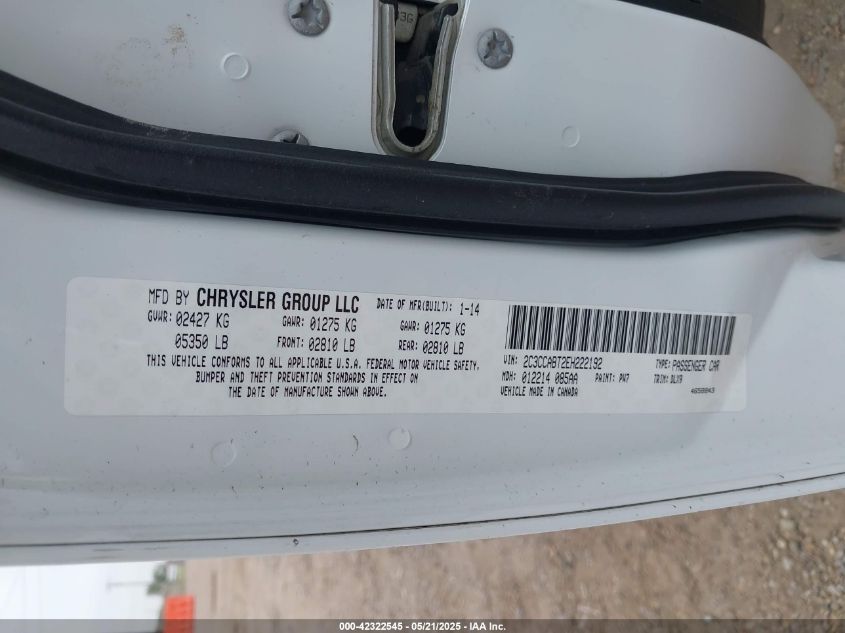 MFD BY CHRYSLER GROUP LLC DATE OF MFR(BUILT): 1-14
GVWR: 02427 KG GAWR: 01275 KG GAWR: 01275 KG
05350 LB FRONT: 02810 LB REAR: 02810 LB
THIS VEHICLE CONFORMS TO ALL APPLICABLE U.S.A. FEDERAL MOTOR VEHICLE SAFETY,
BUMPER AND THEFT PREVENTION STANDARDS IN EFFECT ON
THE DATE OF MANUFACTURE SHOWN ABOVE.
VIN: 2C3CCABT2EH222192 TYPE: PASSENGER CAR
MDH: 012214 085AA PAINT: PW7 TRIM: DLX9
VEHICLE MADE IN CANADA
000-42322545 - 05/21/2025 - IAA Inc.